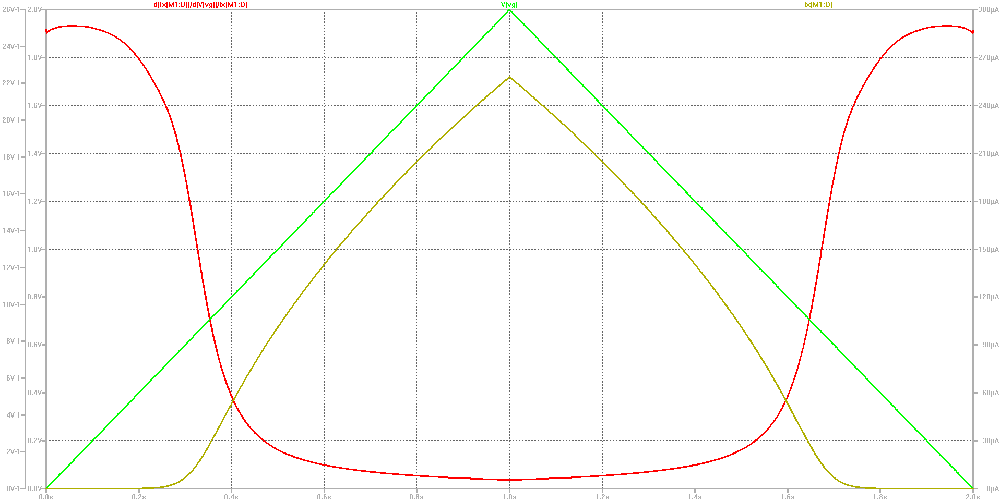 d(Ix(M1:D))/d(V(vg))/Ix(M1:D) V(vg) Ix(M1:D)
26V-1 2.0V 300µA
24V-1
1.8V 270µA
22V-1
1.6V 240µA
20V-1
18V-1 1.4V 210µA
16V-1
1.2V 180µA
14V-1
1.0V 150µA
12V-1
10V-1 0.8V 120µA
8V-1 0.6V 90µA
6V-1
0.4V 60µA
4V-1
2V-1 0.2V 30µA
0V-1 0.0V 0µA
0.0s 0.2s 0.4s 0.6s 0.8s 1.0s 1.2s 1.4s 1.6s 1.8s 2.0s